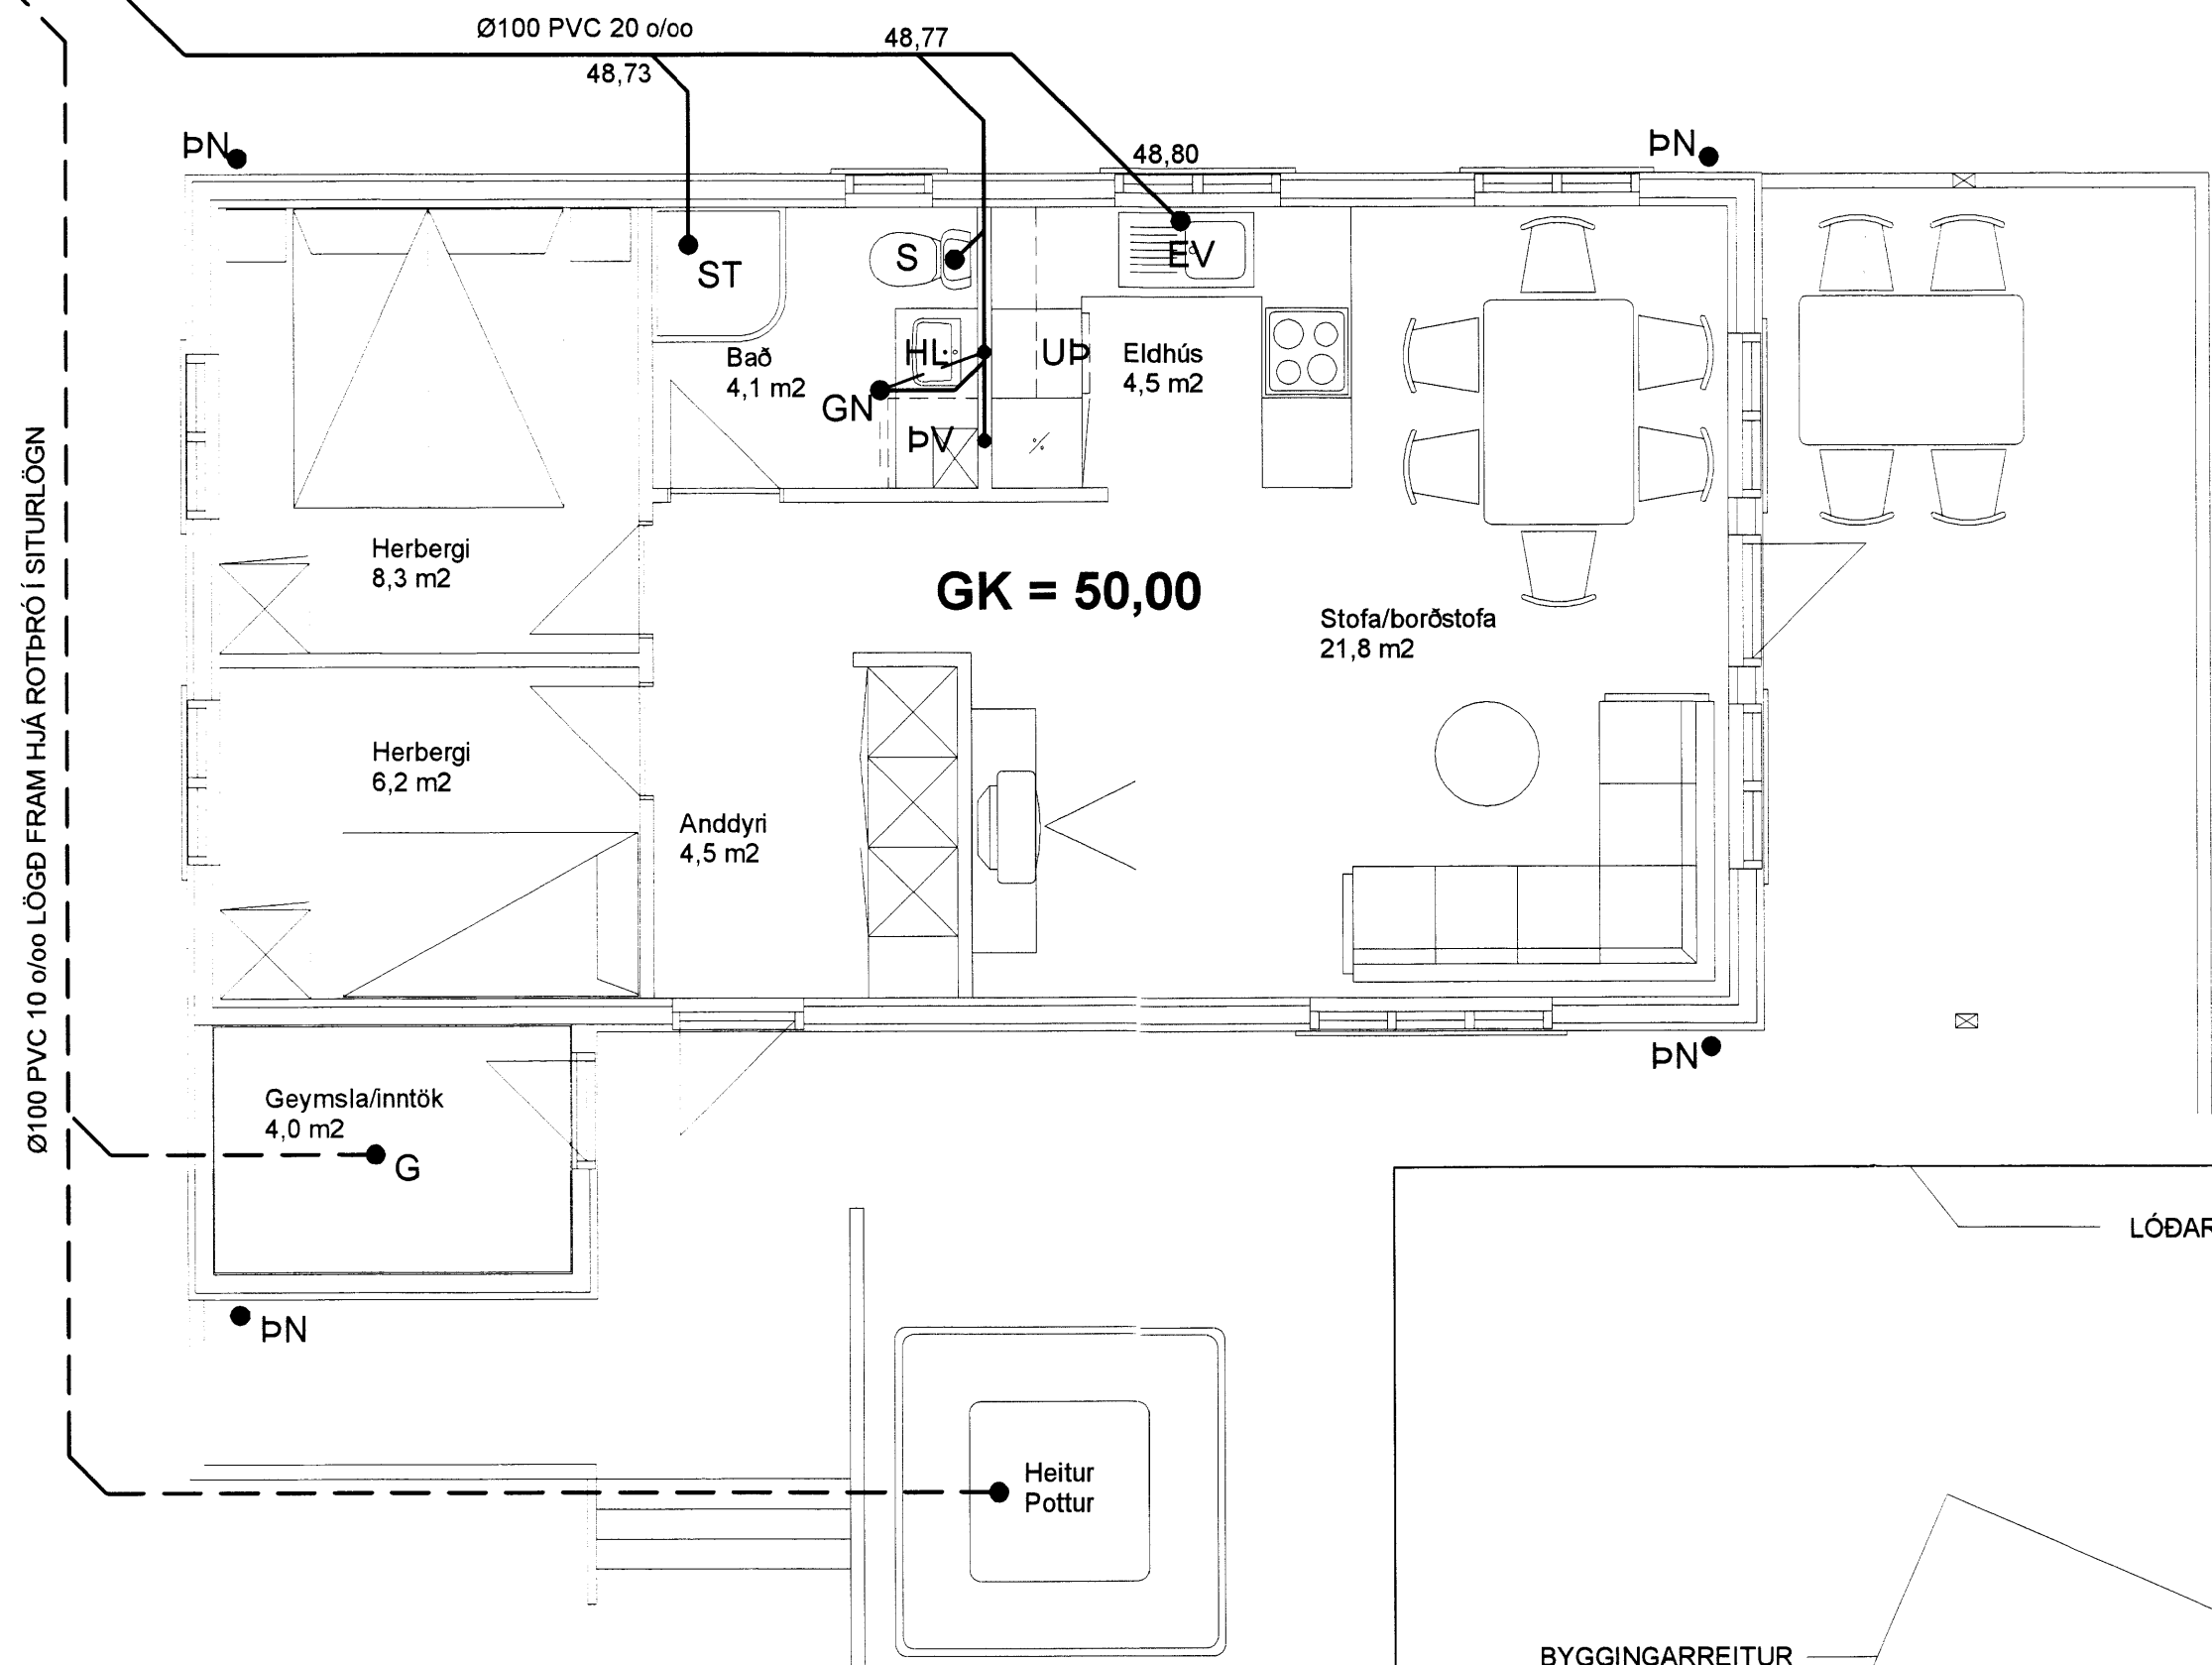 Ø100 PVC 20 o/oo
48,77
48,73
ÞN
48,80
ÞN
ST
S
EV
Bað
4,1 m2
HL
UÞ
Eldhús
4,5 m2
GN
ÞV
Herbergi
8,3 m2
GK = 50,00
Stofa/borðstofa
21,8 m2
Herbergi
6,2 m2
Anddyri
4,5 m2
Ø100 PVC 10 o/oo LÖGÐ FRAM HJÁ ROTÞRÓ Í SITURLÖGN
ÞN
Geymsla/inntök
4,0 m2
G
LÓÐAR
ÞN
Heitur
Pottur
BYGGINGARREITUR